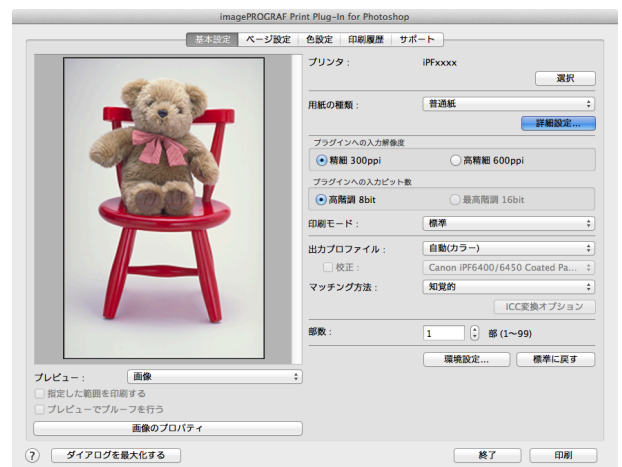 imagePROGRAF Print Plug-In for Photoshop
基本設定 ページ設定 色設定 印刷履歴 サポート
プリンタ： iPFxxxx
選択
用紙の種類： 普通紙
詳細設定...
プラグインへの入力解像度
精細 300ppi 高精細 600ppi
プラグインへの入力ビット数
高階調 8bit 最高階調 16bit
印刷モード： 標準
出力プロファイル： 自動(カラー)
校正： Canon iPF6400/6450 Coated Pa...
マッチング方法： 知覚的
ICC変換オプション
部数： 1 部 (1〜99)
環境設定... 標準に戻す
プレビュー： 画像
指定した範囲を印刷する
プレビューでプルーフを行う
画像のプロパティ
? ダイアログを最大化する 終了 印刷